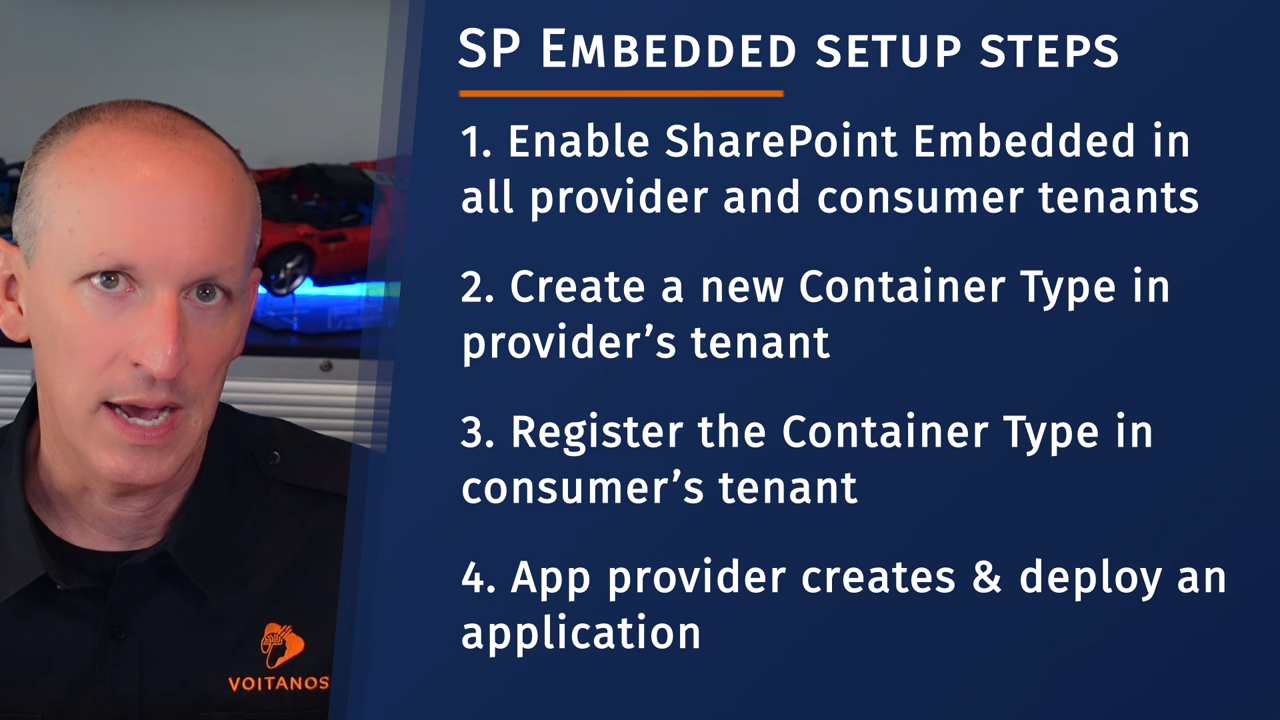 SP EMBEDDED SETUP STEPS
1. Enable SharePoint Embedded in
all provider and consumer tenants
2. Create a new Container Type in
provider’s tenant
3. Register the Container Type in
consumer’s tenant
4. App provider creates & deploy an
application
VOITANOS